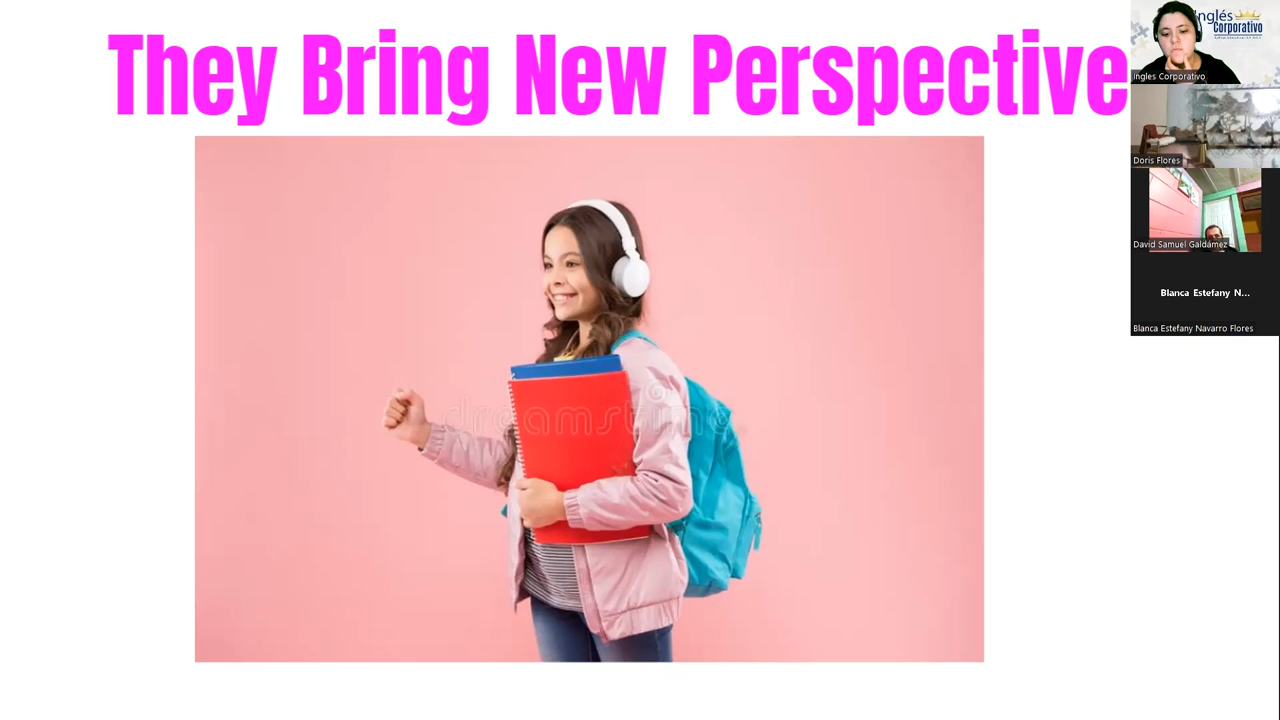 They Bring New Perspective
dreamstime
Inglés
Corporativo
Ingles Corporativo
Doris Flores
David Samuel Galdámez
Blanca Estefany N...
Blanca Estefany Navarro Flores